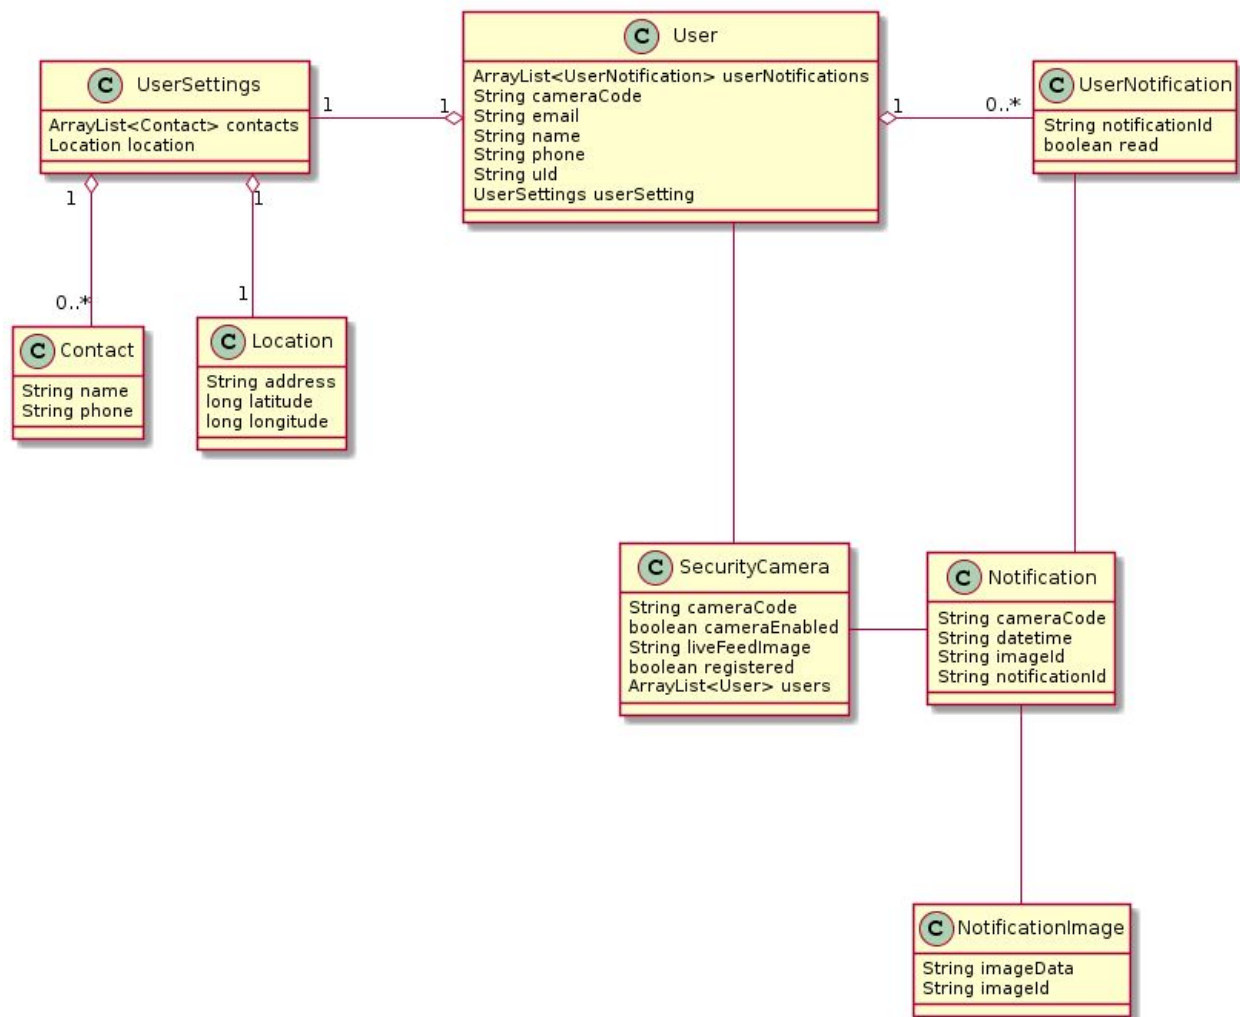 C User
ArrayList<UserNotification> userNotifications
String cameraCode
String email
String name
String phone
String uId
UserSettings userSetting
C UserSettings
ArrayList<Contact> contacts
Location location
C UserNotification
String notificationId
boolean read
1
1
1
0..*
1
1
0..*
1
C Contact
String name
String phone
C Location
String address
long latitude
long longitude
C SecurityCamera
String cameraCode
boolean cameraEnabled
String liveFeedImage
boolean registered
ArrayList<User> users
C Notification
String cameraCode
String datetime
String imageId
String notificationId
C NotificationImage
String imageData
String imageId